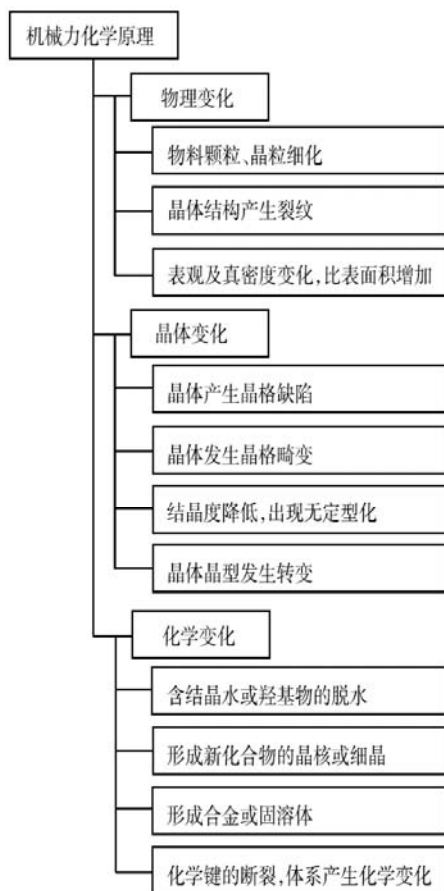 机械力化学原理
物理变化
物料颗粒、晶粒细化
晶体结构产生裂纹
表观及真密度变化,比表面积增加
晶体变化
晶体产生晶格缺陷
晶体发生晶格畸变
结晶度降低,出现无定型化
晶体晶型发生转变
化学变化
含结晶水或羟基物的脱水
形成新化合物的晶核或细晶
形成合金或固溶体
化学键的断裂,体系产生化学变化